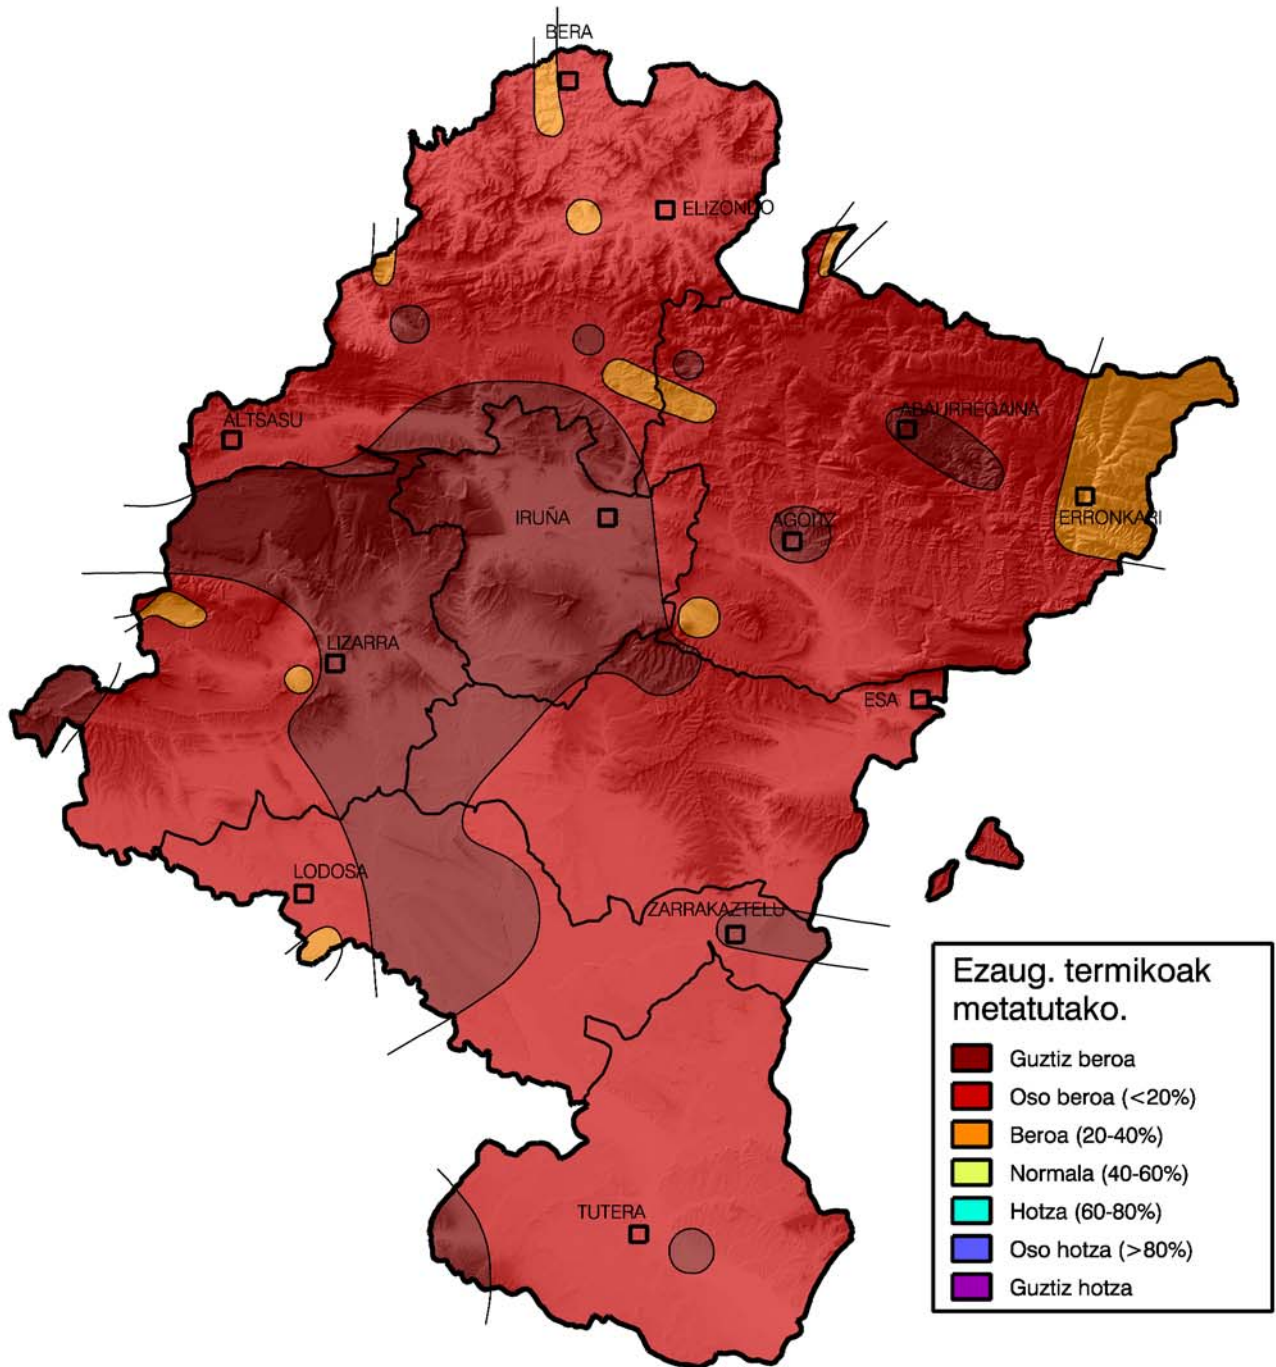 BERA
ELIZONDO
ALTSASU
ABAURREGAINA
IRUÑA
AGOITZ
ERRONKARI
LIZARRA
ESA
LODOSA
ZARRAKAZTELU
TUTERA
Ezaug. termikoak
metatutako.
Guztiz beroa
Oso beroa (<20%)
Beroa (20-40%)
Normala (40-60%)
Hotza (60-80%)
Oso hotza (>80%)
Guztiz hotza